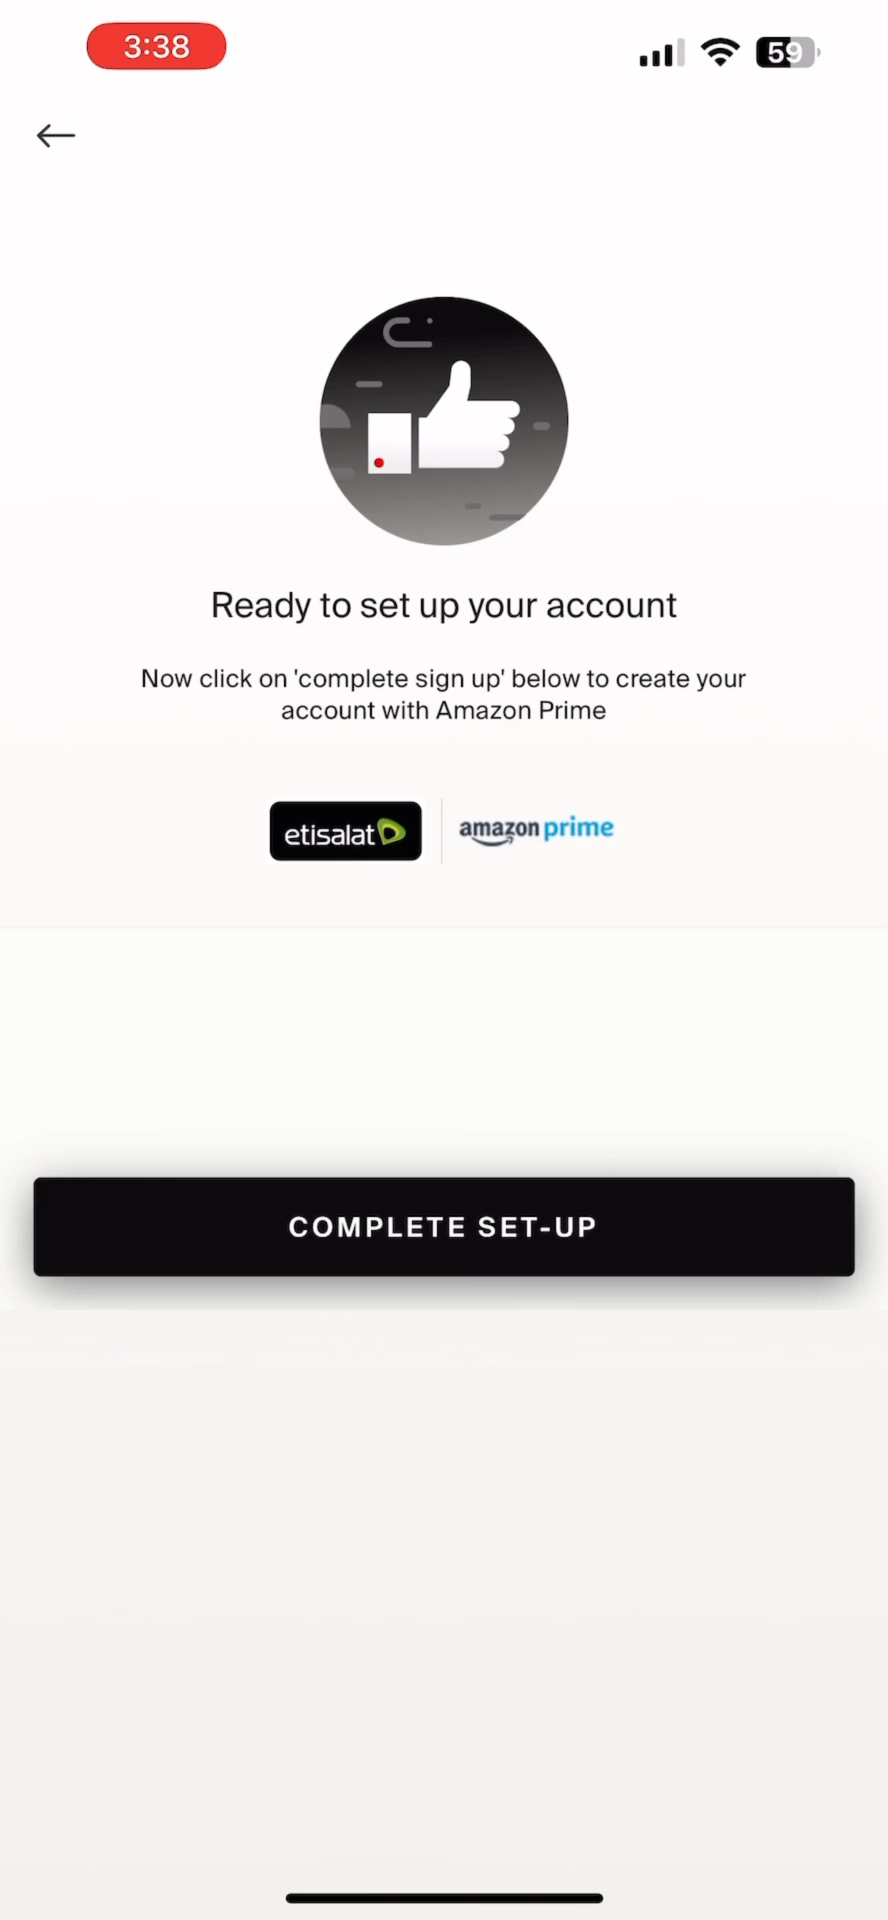 3:38
59
Ready to set up your account
Now click on 'complete sign up' below to create your
account with Amazon Prime
etisalat
amazon prime
COMPLETE SET-UP